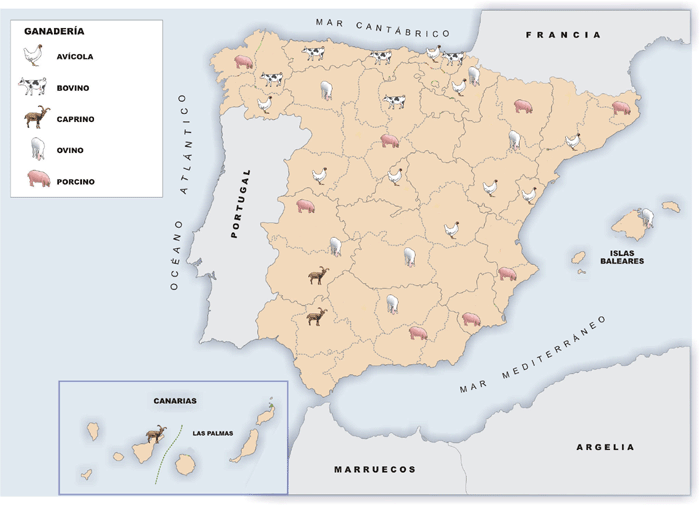 MAR CANTÁBRICO
FRANCIA
GANADERÍA
AVÍCOLA
BOVINO
CAPRINO
OVINO
PORCINO
OCÉANO ATLÁNTICO
PORTUGAL
ISLAS
BALEARES
MAR MEDITERRÁNEO
CANARIAS
LAS PALMAS
MARRUECOS
ARGELIA